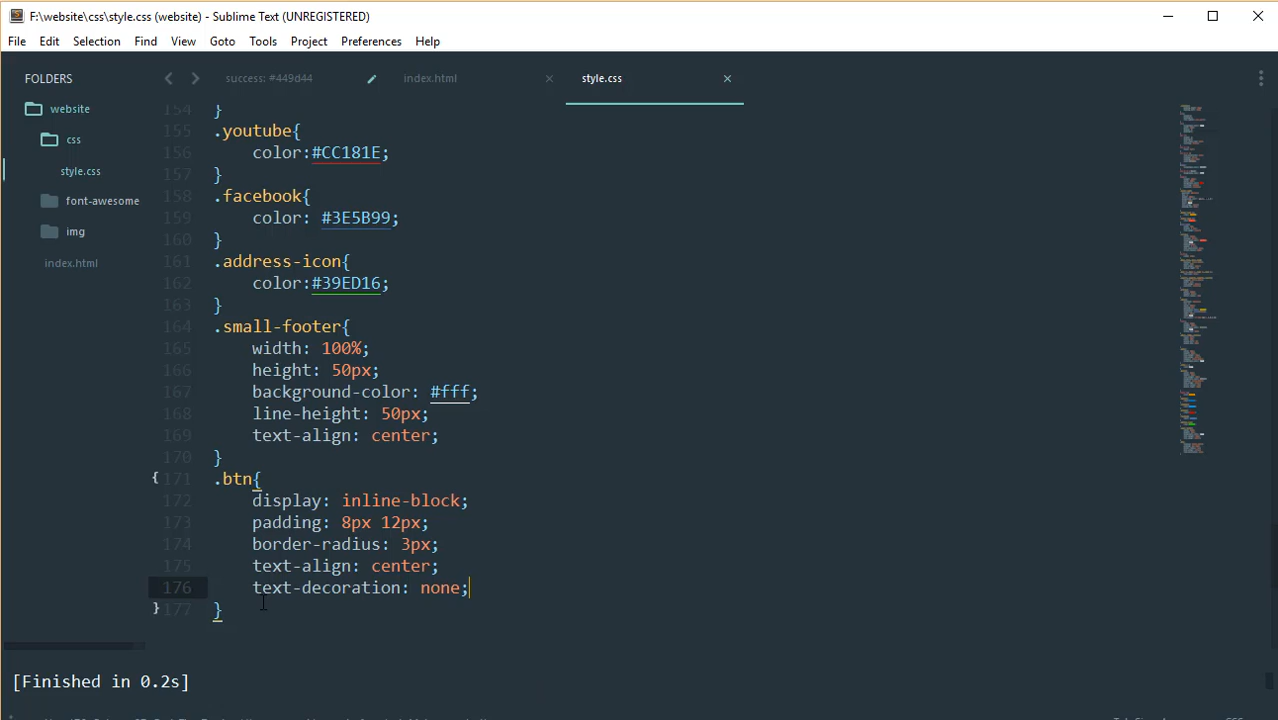 F:\website\css\style.css (website) - Sublime Text (UNREGISTERED)
File Edit Selection Find View Goto Tools Project Preferences Help
FOLDERS
website
css
style.css
font-awesome
img
index.html
success: #449d44 index.html style.css
154 }
155 .youtube{
156 color:#CC181E;
157 }
158 .facebook{
159 color: #3E5B99;
160 }
161 .address-icon{
162 color:#39ED16;
163 }
164 .small-footer{
165 width: 100%;
166 height: 50px;
167 background-color: #fff;
168 line-height: 50px;
169 text-align: center;
170 }
171 .btn{
172 display: inline-block;
173 padding: 8px 12px;
174 border-radius: 3px;
175 text-align: center;
176 text-decoration: none;
177 }
[Finished in 0.2s]